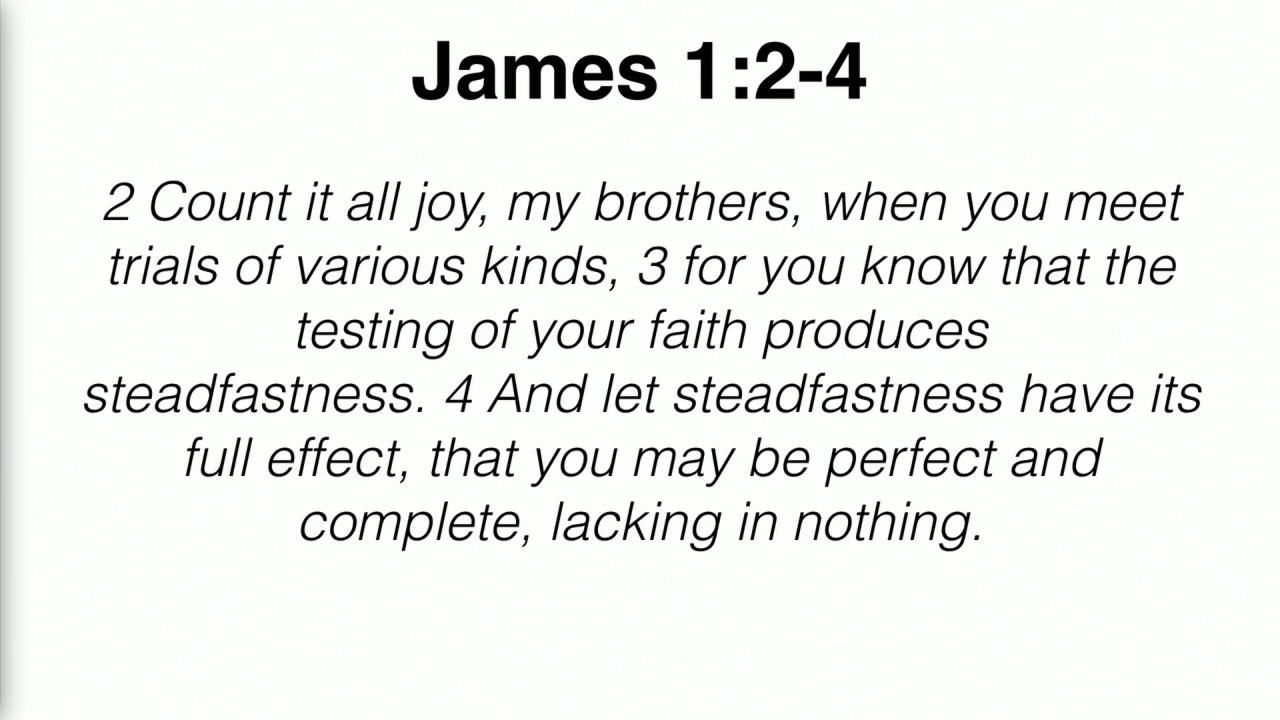 James 1:2-4
2 Count it all joy, my brothers, when you meet
trials of various kinds, 3 for you know that the
testing of your faith produces
steadfastness. 4 And let steadfastness have its
full effect, that you may be perfect and
complete, lacking in nothing.